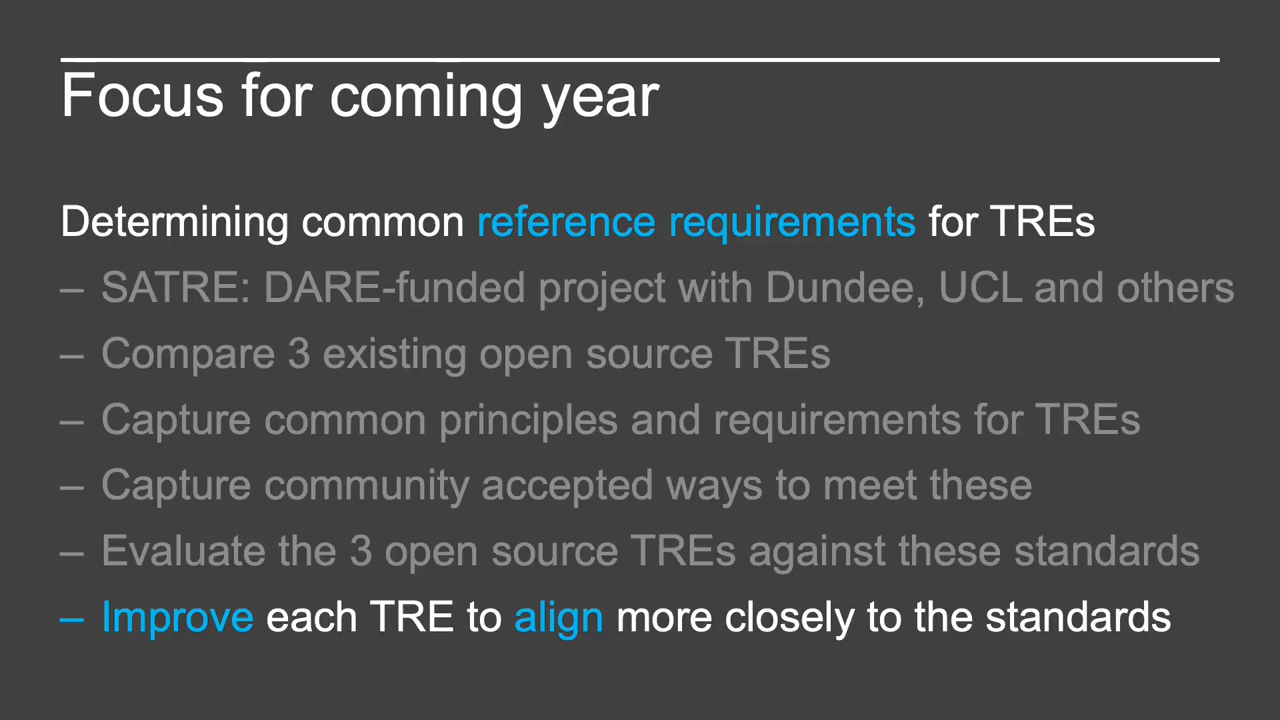 Focus for coming year
Determining common reference requirements for TREs
– SATRE: DARE-funded project with Dundee, UCL and others
– Compare 3 existing open source TREs
– Capture common principles and requirements for TREs
– Capture community accepted ways to meet these
– Evaluate the 3 open source TREs against these standards
– Improve each TRE to align more closely to the standards